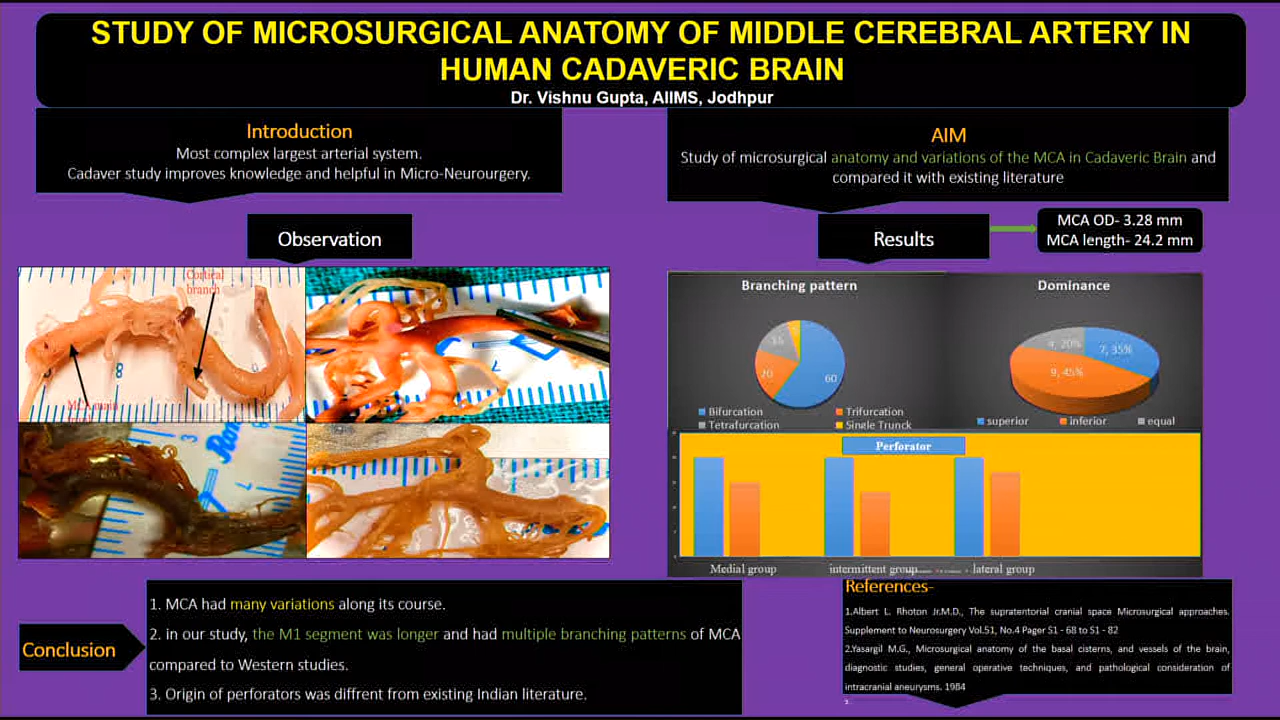 STUDY OF MICROSURGICAL ANATOMY OF MIDDLE CEREBRAL ARTERY IN
HUMAN CADAVERIC BRAIN
Dr. Vishnu Gupta, AIIMS, Jodhpur
Introduction
Most complex largest arterial system.
Cadaver study improves knowledge and helpful in Micro-Neurourgery.
AIM
Study of microsurgical anatomy and variations of the MCA in Cadaveric Brain and
compared it with existing literature
Observation
Cortical
branch
8
7
3
Results
MCA OD- 3.28 mm
MCA length- 24.2 mm
Branching pattern
16
20
60
Bifurcation
Trifurcation
Tetrafurcation
Single Trunck
Dominance
4, 20%
7, 35%
9, 45%
superior
inferior
equal
Perforator
Medial group
intermittent group
lateral group
Conclusion
1. MCA had many variations along its course.
2. in our study, the M1 segment was longer and had multiple branching patterns of MCA
compared to Western studies.
3. Origin of perforators was diffrent from existing Indian literature.
References-
1.Albert L. Rhoton Jr.M.D., The supratentorial cranial space Microsurgical approaches.
Supplement to Neurosurgery Vol.51, No.4 Pager S1 - 68 to S1 - 82
2.Yasargil M.G., Microsurgical anatomy of the basal cisterns, and vessels of the brain,
diagnostic studies, general operative techniques, and pathological consideration of
intracranial aneurysms. 1984